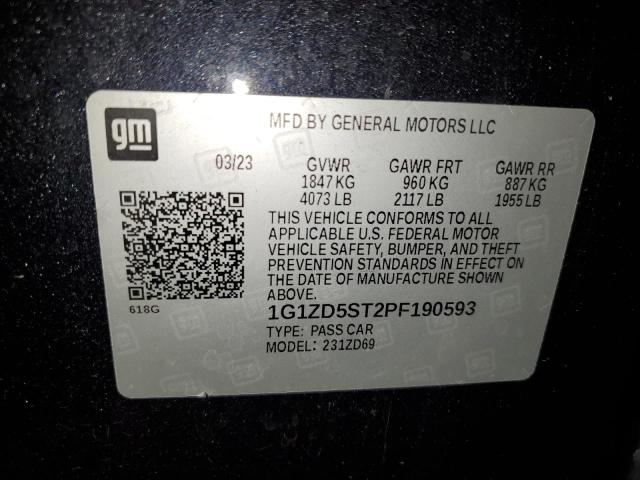 gm
MFD BY GENERAL MOTORS LLC
03/23 GVWR GAWR FRT GAWR RR
1847 KG 960 KG 887 KG
4073 LB 2117 LB 1955 LB
THIS VEHICLE CONFORMS TO ALL
APPLICABLE U.S. FEDERAL MOTOR
VEHICLE SAFETY, BUMPER, AND THEFT
PREVENTION STANDARDS IN EFFECT ON
THE DATE OF MANUFACTURE SHOWN
ABOVE.
618G
1G1ZD5ST2PF190593
TYPE: PASS CAR
MODEL: 231ZD69